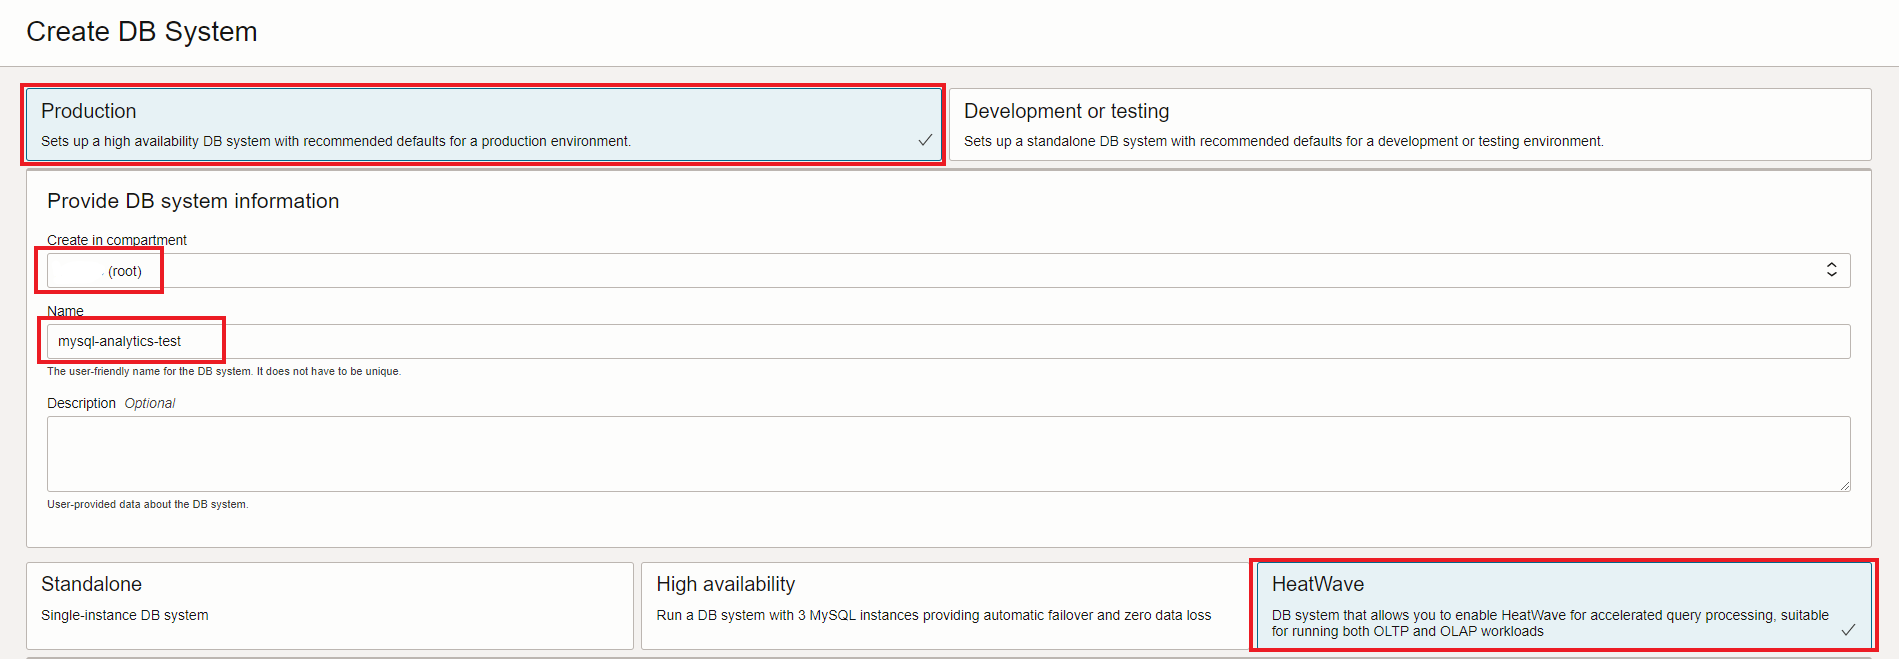 Create DB System
Production
Sets up a high availability DB system with recommended defaults for a production environment.
Development or testing
Sets up a standalone DB system with recommended defaults for a development or testing environment.
Provide DB system information
Create in compartment
(root)
Name
mysql-analytics-test
The user-friendly name for the DB system. It does not have to be unique.
Description Optional
User-provided data about the DB system.
Standalone
Single-instance DB system
High availability
Run a DB system with 3 MySQL instances providing automatic failover and zero data loss
HeatWave
DB system that allows you to enable HeatWave for accelerated query processing, suitable
for running both OLTP and OLAP workloads